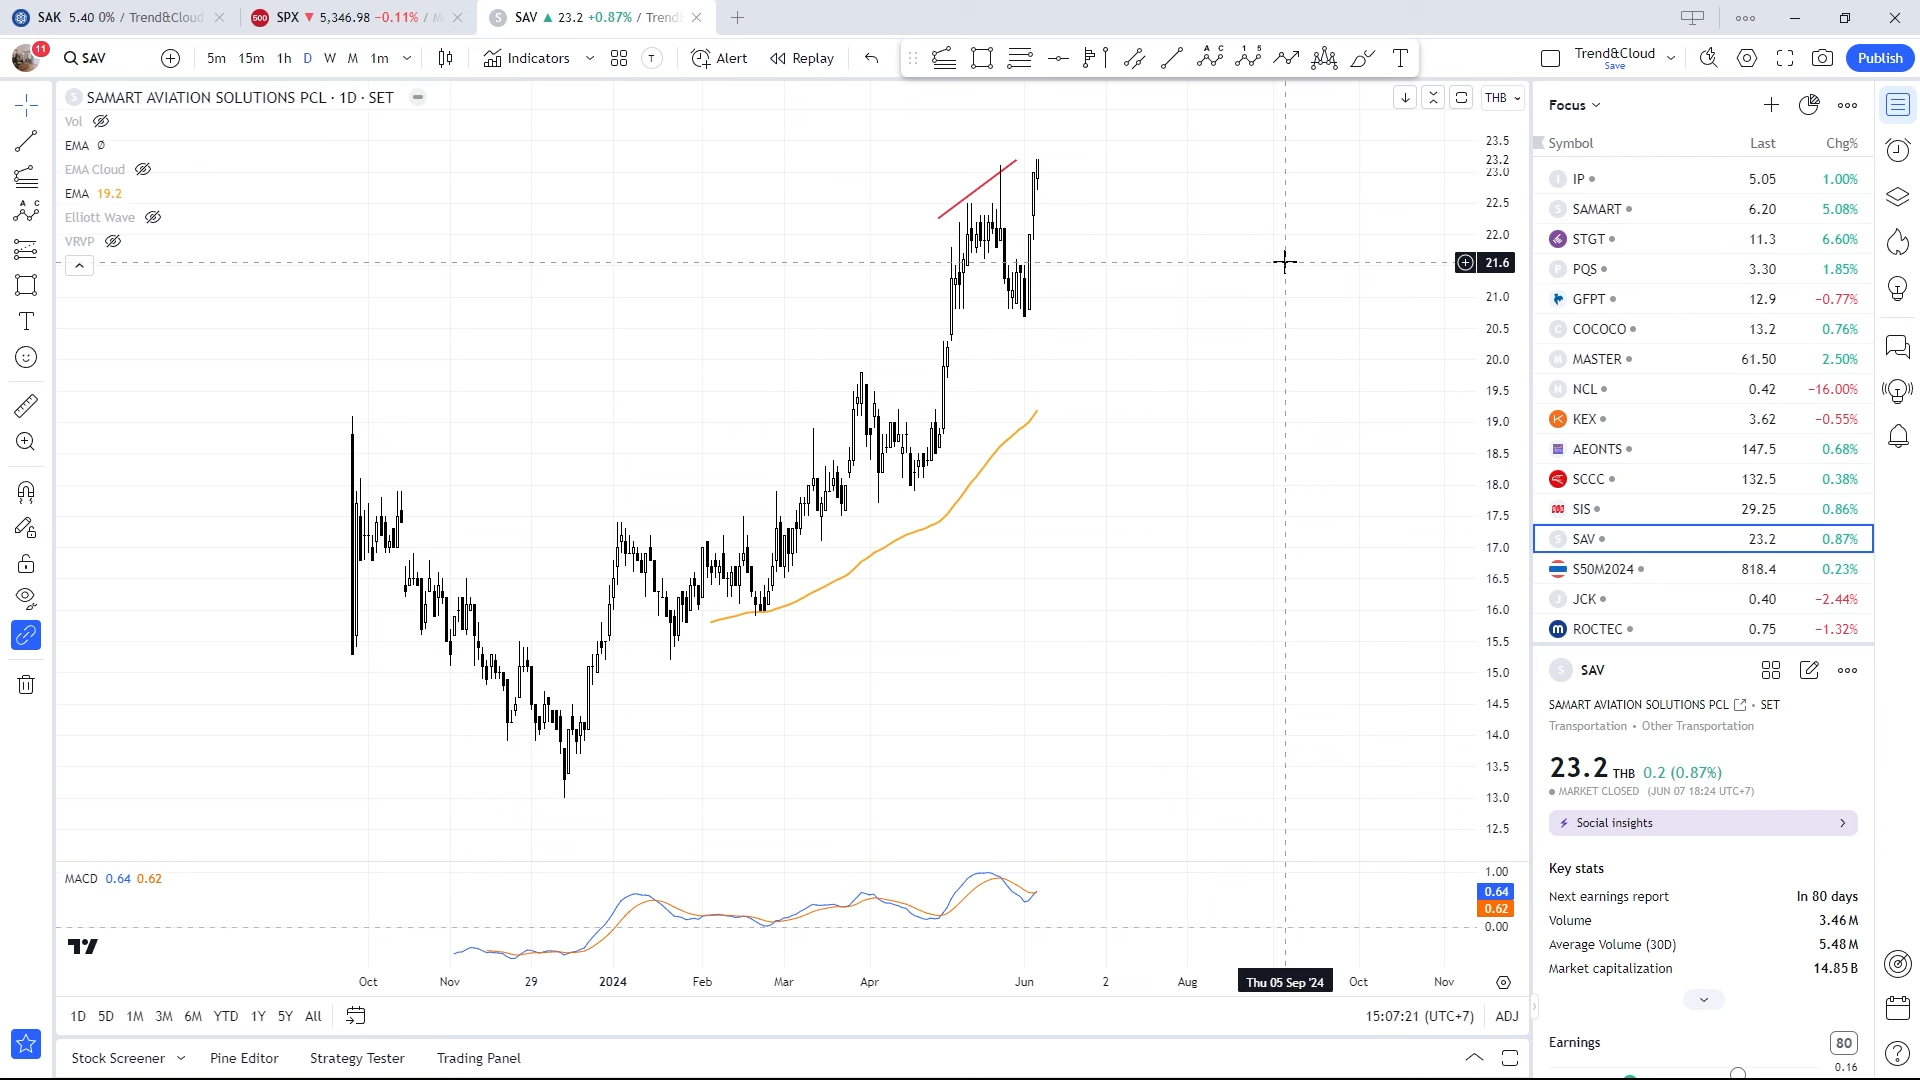 SAK 5.40 0% / Trend&Cloud
500 SPX ▼ 5,346.98 −0.11% /
S SAV ▲ 23.2 +0.87% / Trend
11 SAV 5m 15m 1h D W M 1m Indicators T Alert Replay
Trend&Cloud
Save
Publish
S SAMART AVIATION SOLUTIONS PCL · 1D · SET
THB
Vol
EMA Ø
EMA Cloud
EMA 19.2
Elliott Wave
VRVP
23.5
23.2
23.0
22.5
22.0
21.6
21.0
20.5
20.0
19.5
19.0
18.5
18.0
17.5
17.0
16.5
16.0
15.5
15.0
14.5
14.0
13.5
13.0
12.5
MACD 0.64 0.62
1.00
0.64
0.62
0.00
Oct Nov 29 2024 Feb Mar Apr Jun 2 Aug Thu 05 Sep '24 Oct Nov
1D 5D 1M 3M 6M YTD 1Y 5Y All
15:07:21 (UTC+7) ADJ
Stock Screener Pine Editor Strategy Tester Trading Panel
Focus
Symbol Last Chg%
I IP 5.05 1.00%
S SAMART 6.20 5.08%
STGT 11.3 6.60%
P PQS 3.30 1.85%
GFPT 12.9 −0.77%
C COCOCO 13.2 0.76%
M MASTER 61.50 2.50%
N NCL 0.42 −16.00%
K KEX 3.62 −0.55%
AEONTS 147.5 0.68%
SCCC 132.5 0.38%
SIS 29.25 0.86%
S SAV 23.2 0.87%
S50M2024 818.4 0.23%
J JCK 0.40 −2.44%
m ROCTEC 0.75 −1.32%
S SAV
SAMART AVIATION SOLUTIONS PCL · SET
Transportation • Other Transportation
23.2 THB 0.2 (0.87%)
MARKET CLOSED (JUN 07 18:24 UTC+7)
Social insights
Key stats
Next earnings report In 80 days
Volume 3.46M
Average Volume (30D) 5.48M
Market capitalization 14.85B
Earnings 80
0.16